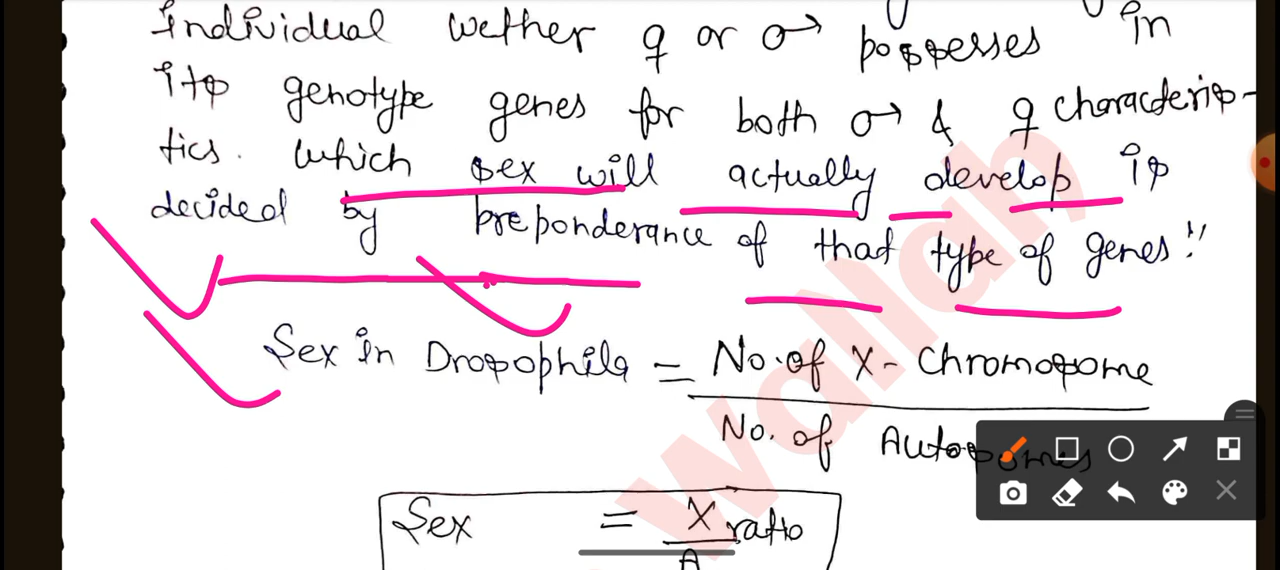 Individual wether ♀ or ♂ possesses in
its genotype genes for both ♂ & ♀ characteris-
tics. which sex will actually develop is
decided by preponderance of that type of genes!!
Sex in Drosophila = No. of X- Chromosome
No. of Autosomes
Sex = X ratio
A
wallah